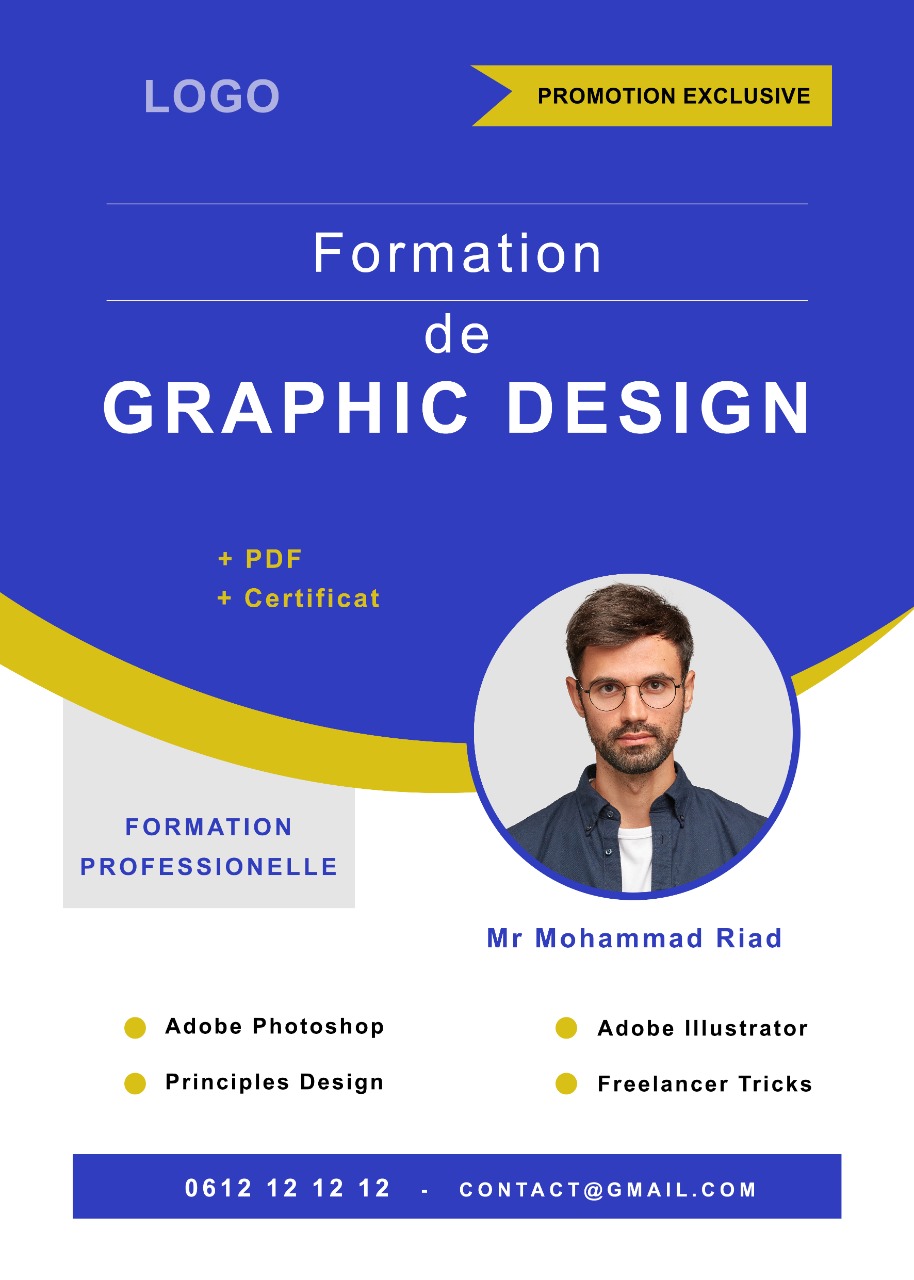 LOGO
PROMOTION EXCLUSIVE
Formation
de
GRAPHIC DESIGN
+ PDF
+ Certificat
FORMATION
PROFESSIONELLE
Mr Mohammad Riad
Adobe Photoshop
Adobe Illustrator
Principles Design
Freelancer Tricks
0612 12 12 12 - CONTACT@GMAIL.COM